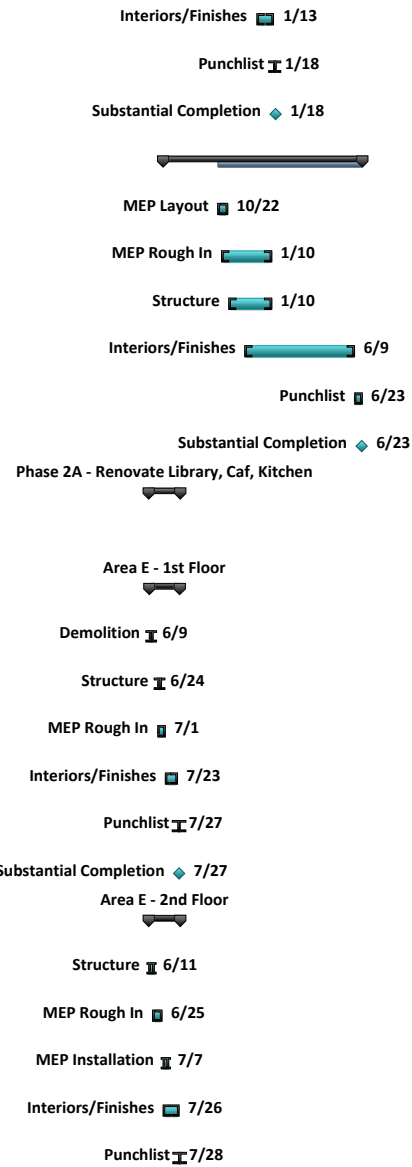 Interiors/Finishes 1/13
Punchlist 1/18
Substantial Completion 1/18
MEP Layout 10/22
MEP Rough In 1/10
Structure 1/10
Interiors/Finishes 6/9
Punchlist 6/23
Substantial Completion 6/23
Phase 2A - Renovate Library, Caf, Kitchen
Area E - 1st Floor
Demolition 6/9
Structure 6/24
MEP Rough In 7/1
Interiors/Finishes 7/23
Punchlist 7/27
Substantial Completion 7/27
Area E - 2nd Floor
Structure 6/11
MEP Rough In 6/25
MEP Installation 7/7
Interiors/Finishes 7/26
Punchlist 7/28